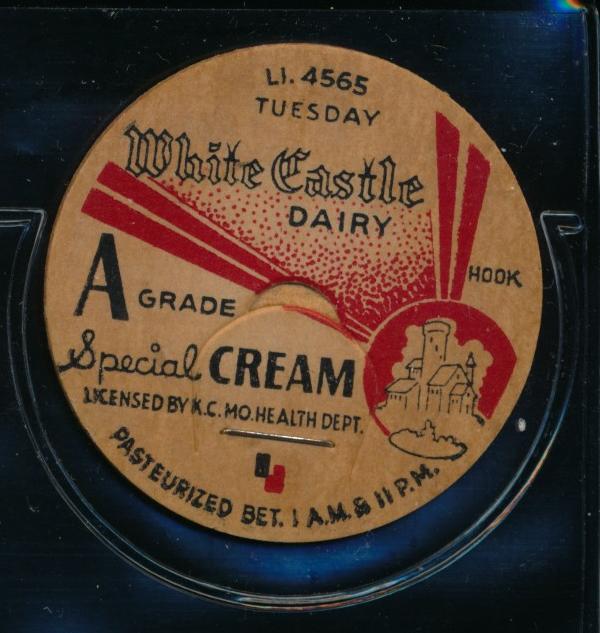 LI. 4565
TUESDAY
White Castle
DAIRY
HOOK
A GRADE
Special CREAM
LICENSED BY K.C. MO. HEALTH DEPT.
PASTEURIZED BET. 1 A.M. & 11 P.M.